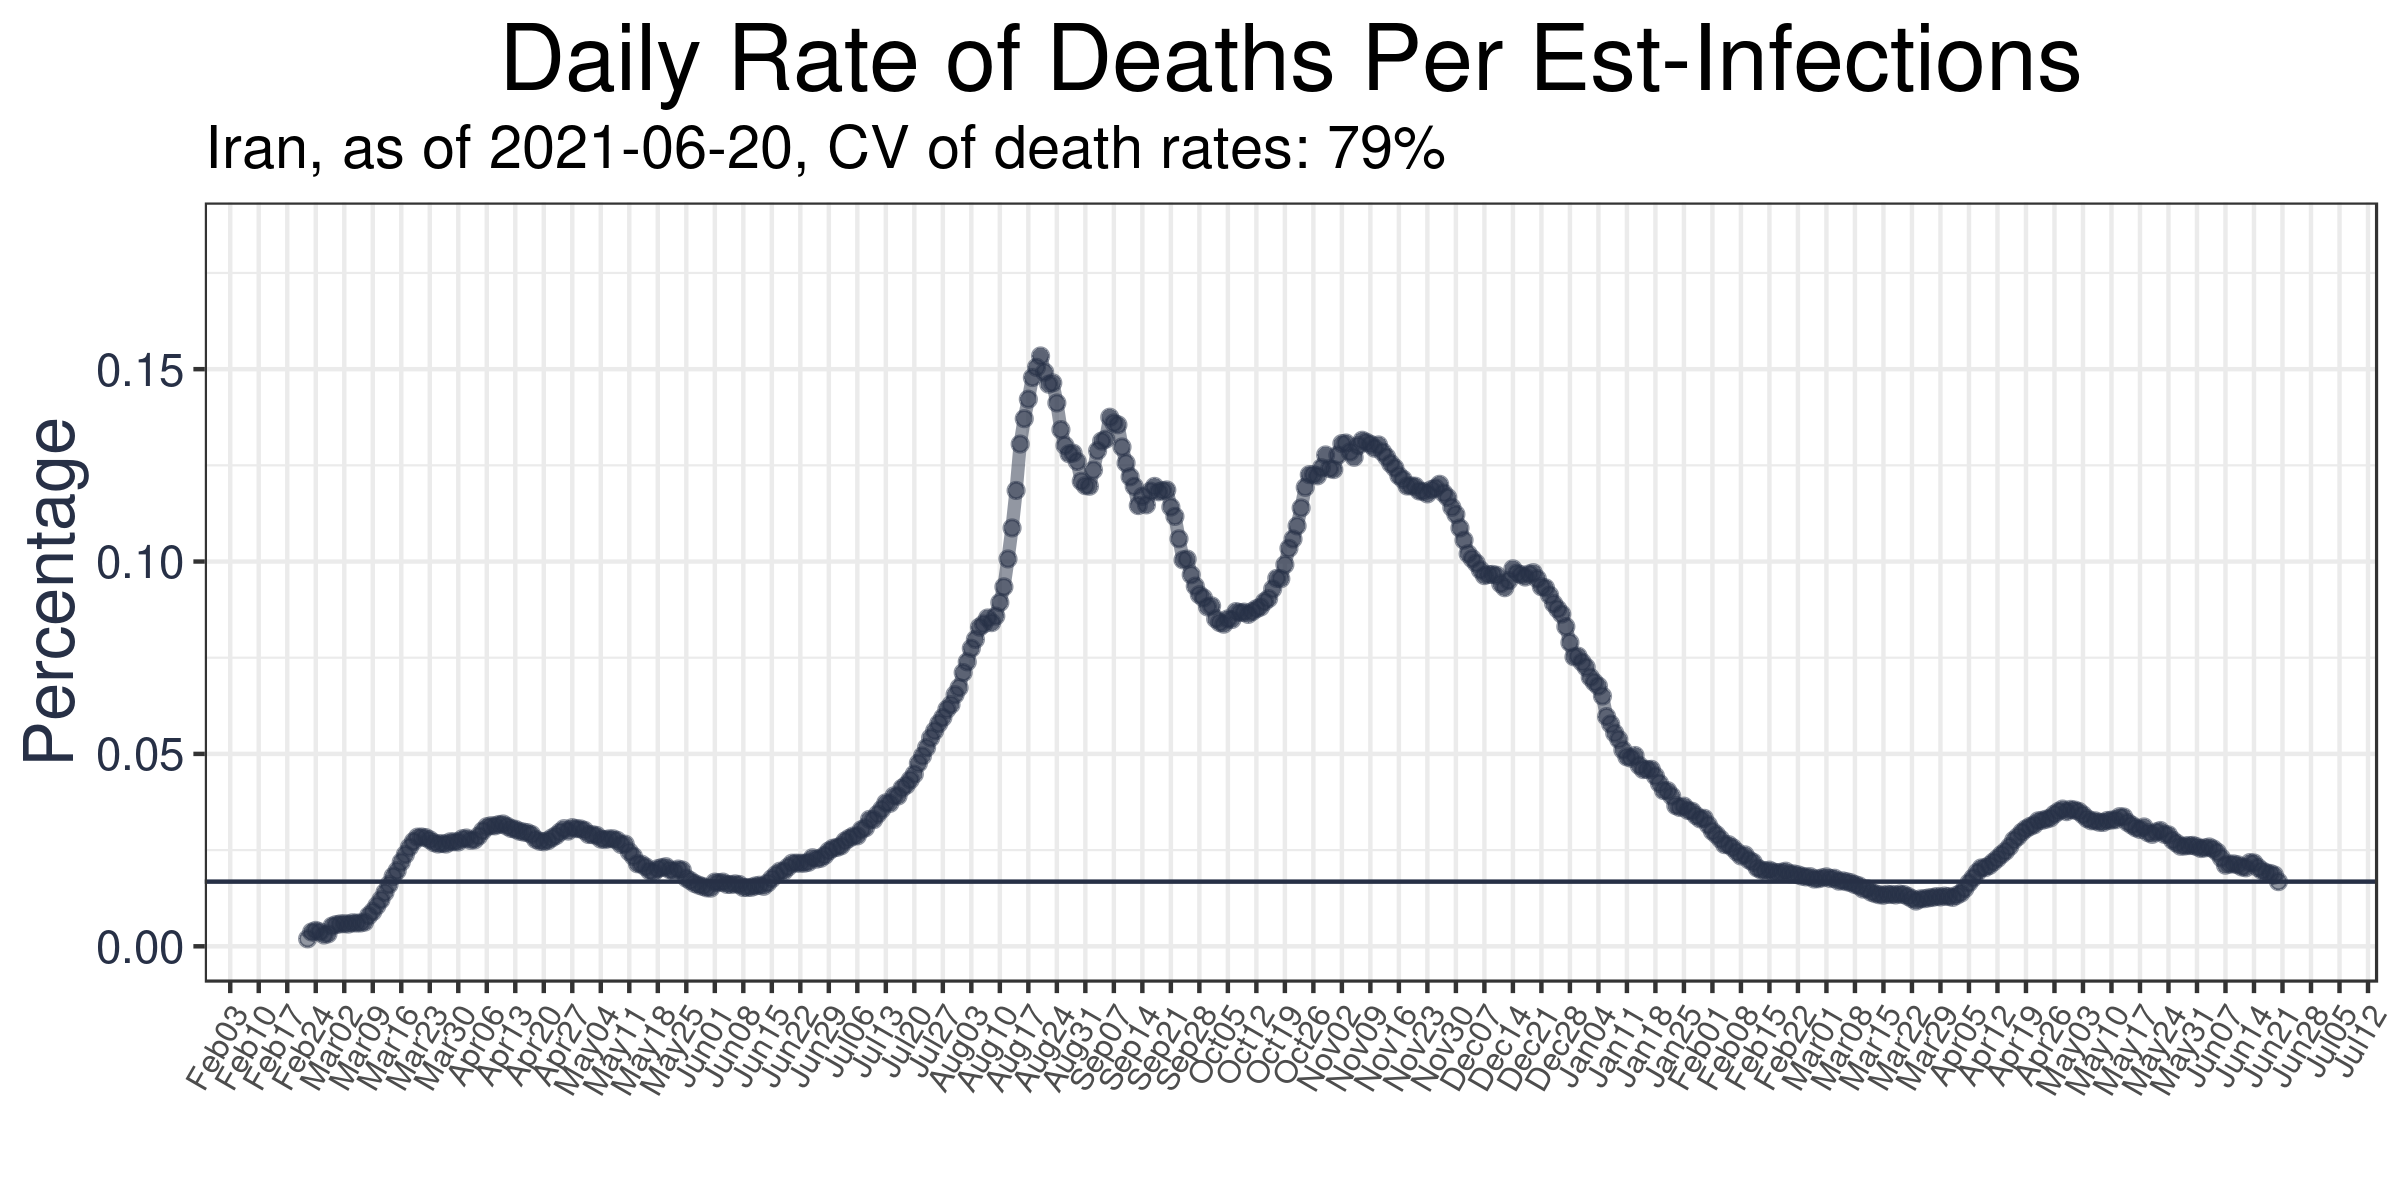 Daily Rate of Deaths Per Est-Infections
Iran, as of 2021-06-20, CV of death rates: 79%
Percentage
0.15
0.10
0.05
0.00
Feb03
Feb10
Feb17
Feb24
Mar02
Mar09
Mar16
Mar23
Mar30
Apr06
Apr13
Apr20
Apr27
May04
May11
May18
May25
Jun01
Jun08
Jun15
Jun22
Jun29
Jul06
Jul13
Jul20
Jul27
Aug03
Aug10
Aug17
Aug24
Aug31
Sep07
Sep14
Sep21
Sep28
Oct05
Oct12
Oct19
Oct26
Nov02
Nov09
Nov16
Nov23
Nov30
Dec07
Dec14
Dec21
Dec28
Jan04
Jan11
Jan18
Jan25
Feb01
Feb08
Feb15
Feb22
Mar01
Mar08
Mar15
Mar22
Mar29
Apr05
Apr12
Apr19
Apr26
May03
May10
May17
May24
May31
Jun07
Jun14
Jun21
Jun28
Jul05
Jul12